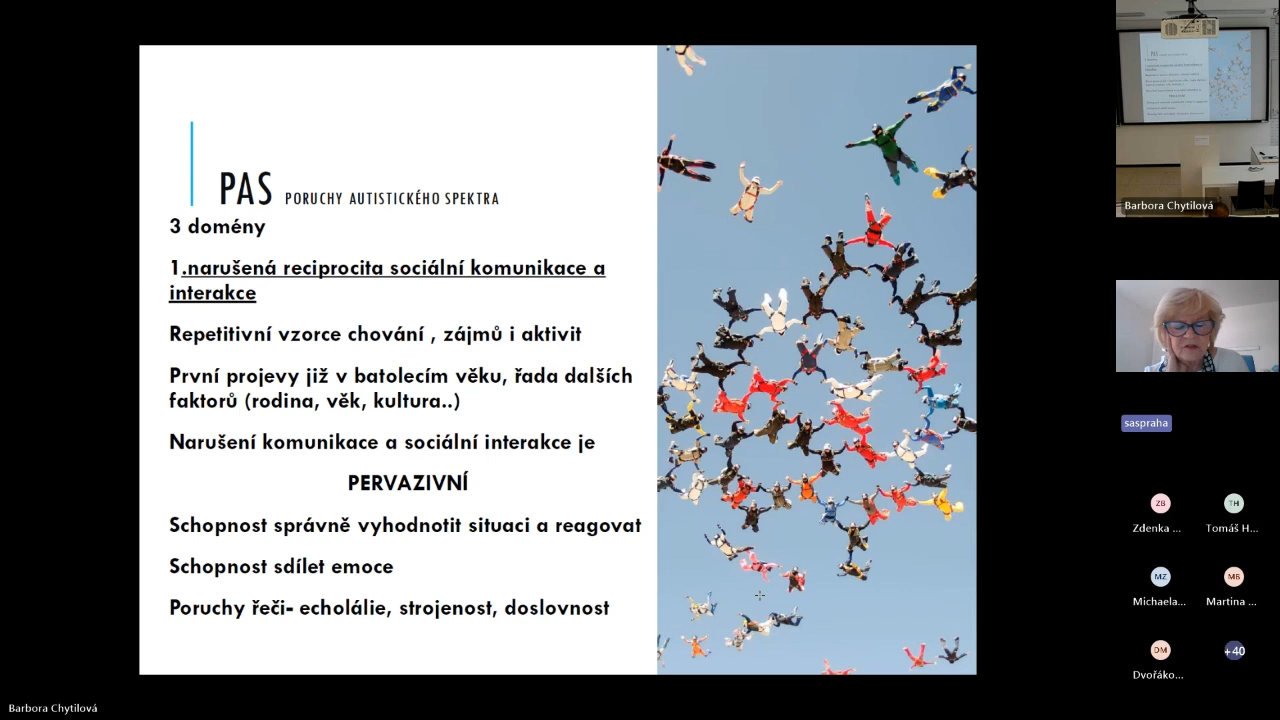 PAS PORUCHY AUTISTICKÉHO SPEKTRA
3 domény
1.narušená reciprocita sociální komunikace a
interakce
Repetitivní vzorce chování , zájmů i aktivit
První projevy již v batolecím věku, řada dalších
faktorů (rodina, věk, kultura..)
Narušení komunikace a sociální interakce je
PERVAZIVNÍ
Schopnost správně vyhodnotit situaci a reagovat
Schopnost sdílet emoce
Poruchy řeči- echolálie, strojenost, doslovnost
Barbora Chytilová
saspraha
ZB
TH
Zdenka ...
Tomáš H...
MZ
MB
Michaela...
Martina ...
DM
+40
Dvořáko...
Barbora Chytilová